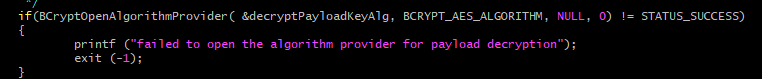 */
if(BCryptOpenAlgorithmProvider( &decryptPayloadKeyAlg, BCRYPT_AES_ALGORITHM, NULL, 0) != STATUS_SUCCESS)
{
printf ("failed to open the algorithm provider for payload decryption");
exit (-1);
}